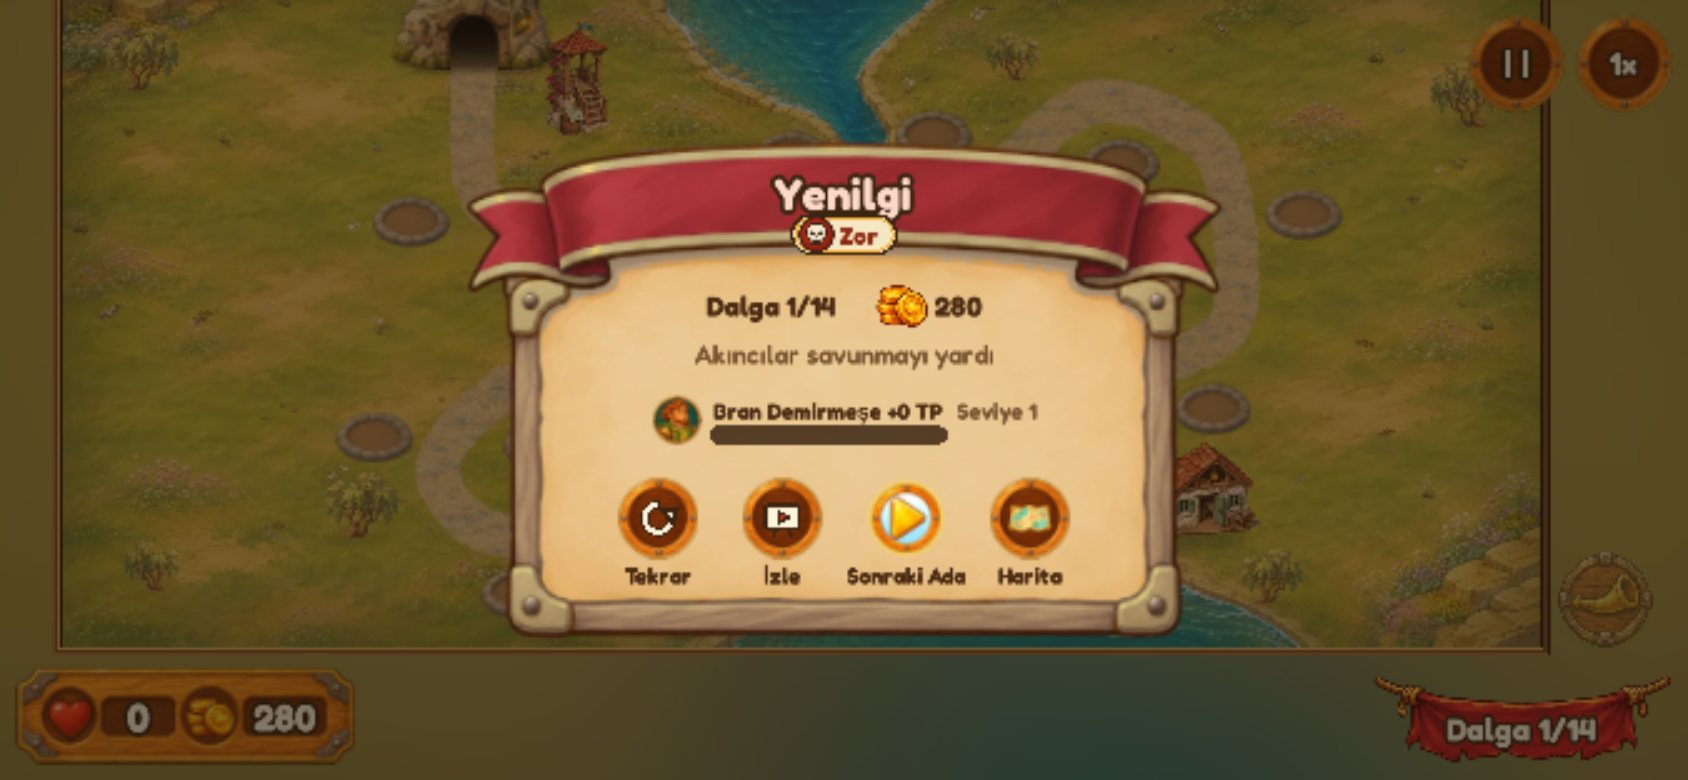 1x
Yenilgi
Zor
Dalga 1/14 280
Akıncılar savunmayı yardı
Bran Demirmeşe +0 TP Seviye 1
Tekrar İzle Sonraki Ada Harita
0 280
Dalga 1/14